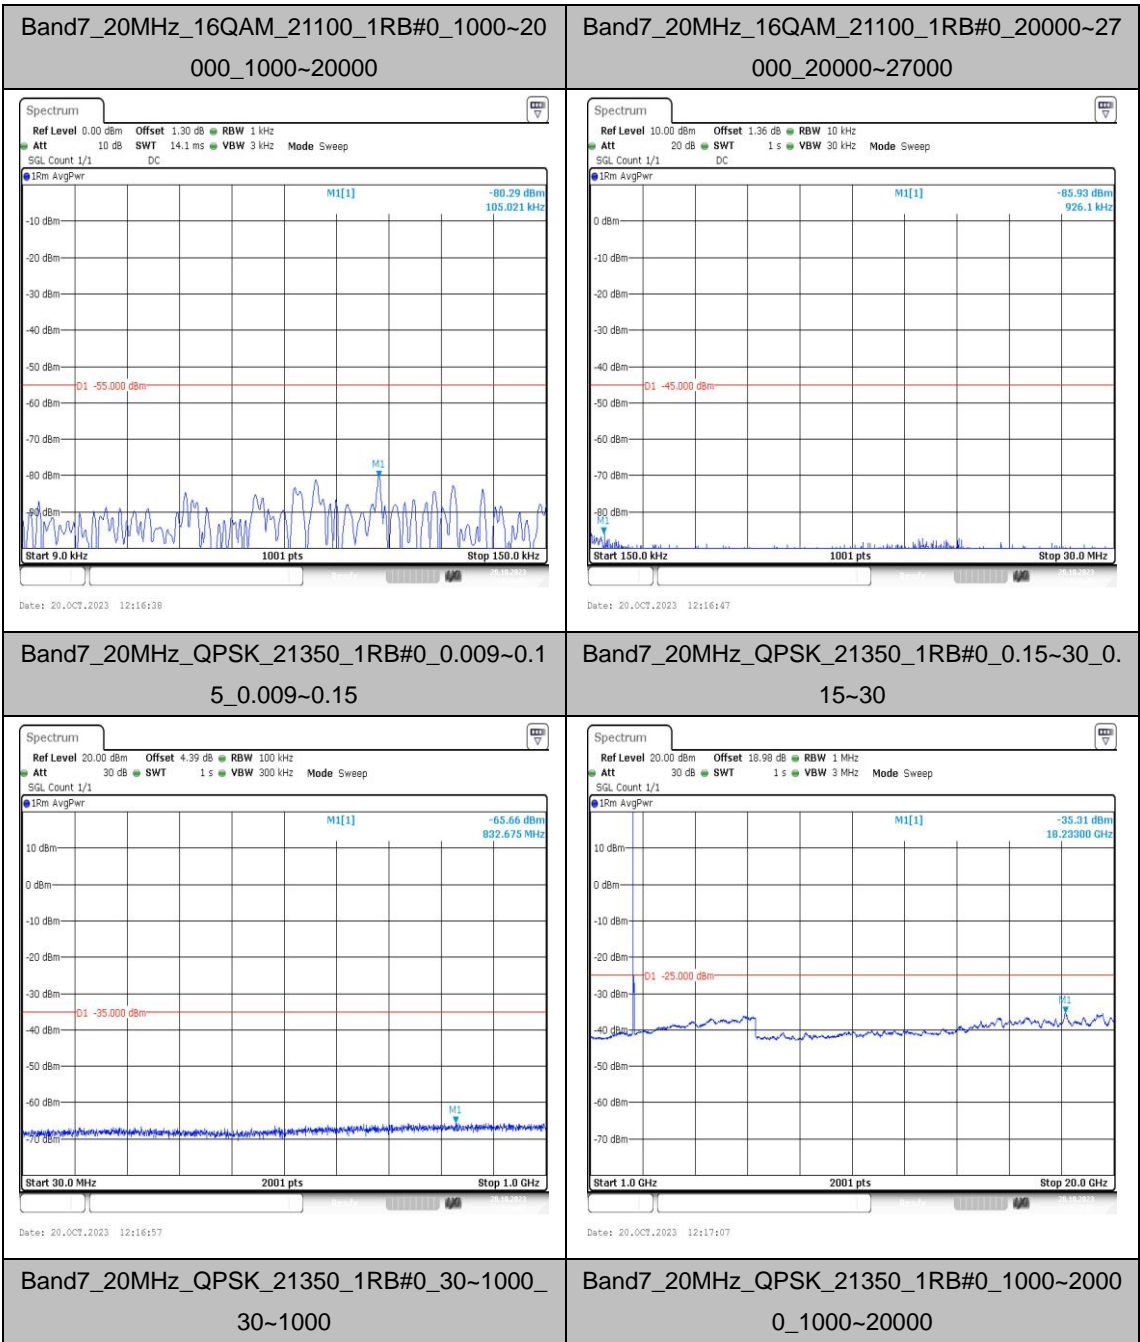 Band7_20MHz_16QAM_21100_1RB#0_1000~20
000_1000~20000
Band7_20MHz_16QAM_21100_1RB#0_20000~27
000_20000~27000
Spectrum
Ref Level 0.00 dBm Offset 1.30 dB RBW 1 kHz
Att 10 dB SWT 14.1 ms VBW 3 kHz Mode Sweep
SGL Count 1/1 DC
1Rm AvgPwr
M1[1] -80.29 dBm
105.021 kHz
-10 dBm
-20 dBm
-30 dBm
-40 dBm
-50 dBm
D1 -55.000 dBm
-60 dBm
-70 dBm
M1
-80 dBm
-90 dBm
Start 9.0 kHz 1001 pts Stop 150.0 kHz
Date: 20.OCT.2023 12:16:38
Spectrum
Ref Level 10.00 dBm Offset 1.36 dB RBW 10 kHz
Att 20 dB SWT 1 s VBW 30 kHz Mode Sweep
SGL Count 1/1 DC
1Rm AvgPwr
M1[1] -85.93 dBm
926.1 kHz
0 dBm
-10 dBm
-20 dBm
-30 dBm
-40 dBm
D1 -45.000 dBm
-50 dBm
-60 dBm
-70 dBm
-80 dBm
M1
Start 150.0 kHz 1001 pts Stop 30.0 MHz
Date: 20.OCT.2023 12:16:47
Band7_20MHz_QPSK_21350_1RB#0_0.009~0.1
5_0.009~0.15
Band7_20MHz_QPSK_21350_1RB#0_0.15~30_0.
15~30
Spectrum
Ref Level 20.00 dBm Offset 4.39 dB RBW 100 kHz
Att 30 dB SWT 1 s VBW 300 kHz Mode Sweep
SGL Count 1/1
1Rm AvgPwr
M1[1] -65.66 dBm
832.675 MHz
10 dBm
0 dBm
-10 dBm
-20 dBm
-30 dBm
D1 -35.000 dBm
-40 dBm
-50 dBm
-60 dBm
M1
-70 dBm
Start 30.0 MHz 2001 pts Stop 1.0 GHz
Date: 20.OCT.2023 12:16:57
Spectrum
Ref Level 20.00 dBm Offset 18.98 dB RBW 1 MHz
Att 30 dB SWT 1 s VBW 3 MHz Mode Sweep
SGL Count 1/1
1Rm AvgPwr
M1[1] -35.31 dBm
18.23300 GHz
10 dBm
0 dBm
-10 dBm
-20 dBm
D1 -25.000 dBm
-30 dBm
M1
-40 dBm
-50 dBm
-60 dBm
-70 dBm
Start 1.0 GHz 2001 pts Stop 20.0 GHz
Date: 20.OCT.2023 12:17:07
Band7_20MHz_QPSK_21350_1RB#0_30~1000_
30~1000
Band7_20MHz_QPSK_21350_1RB#0_1000~2000
0_1000~20000